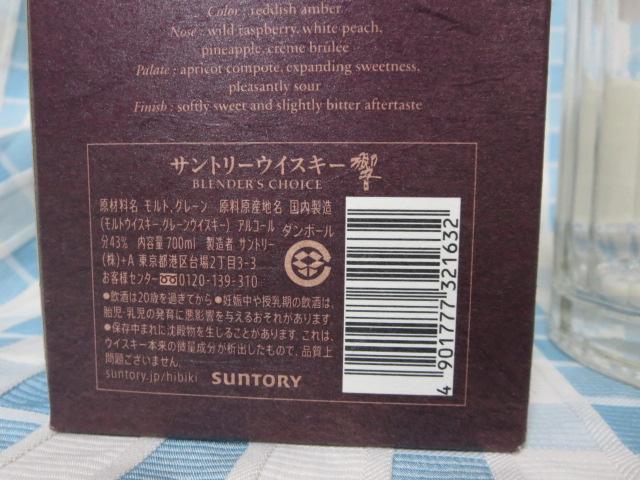 Color : reddish amber
Nose : wild raspberry, white peach,
pineapple, crème brûlée
Palate : apricot compote, expanding sweetness,
pleasantly sour
Finish : softly sweet and slightly bitter aftertaste
サントリーウイスキー 響
BLENDER'S CHOICE
原材料名 モルト、グレーン 原料原産地名 国内製造
(モルトウイスキー、グレーンウイスキー) アルコール
分43% 内容量700ml 製造者 サントリー
(株)+A 東京都港区台場2丁目3-3
お客様センター 0120-139-310
ダンボール
●飲酒は20歳を過ぎてから ●妊娠中や授乳期の飲酒は、
胎児・乳児の発育に悪影響を与えるおそれがあります。
●保存中まれに沈殿物を生じることがあります。これは、
ウイスキー本来の微量成分が析出したもので、品質上
問題ございません。
suntory.jp/hibiki SUNTORY
4 901777 321632